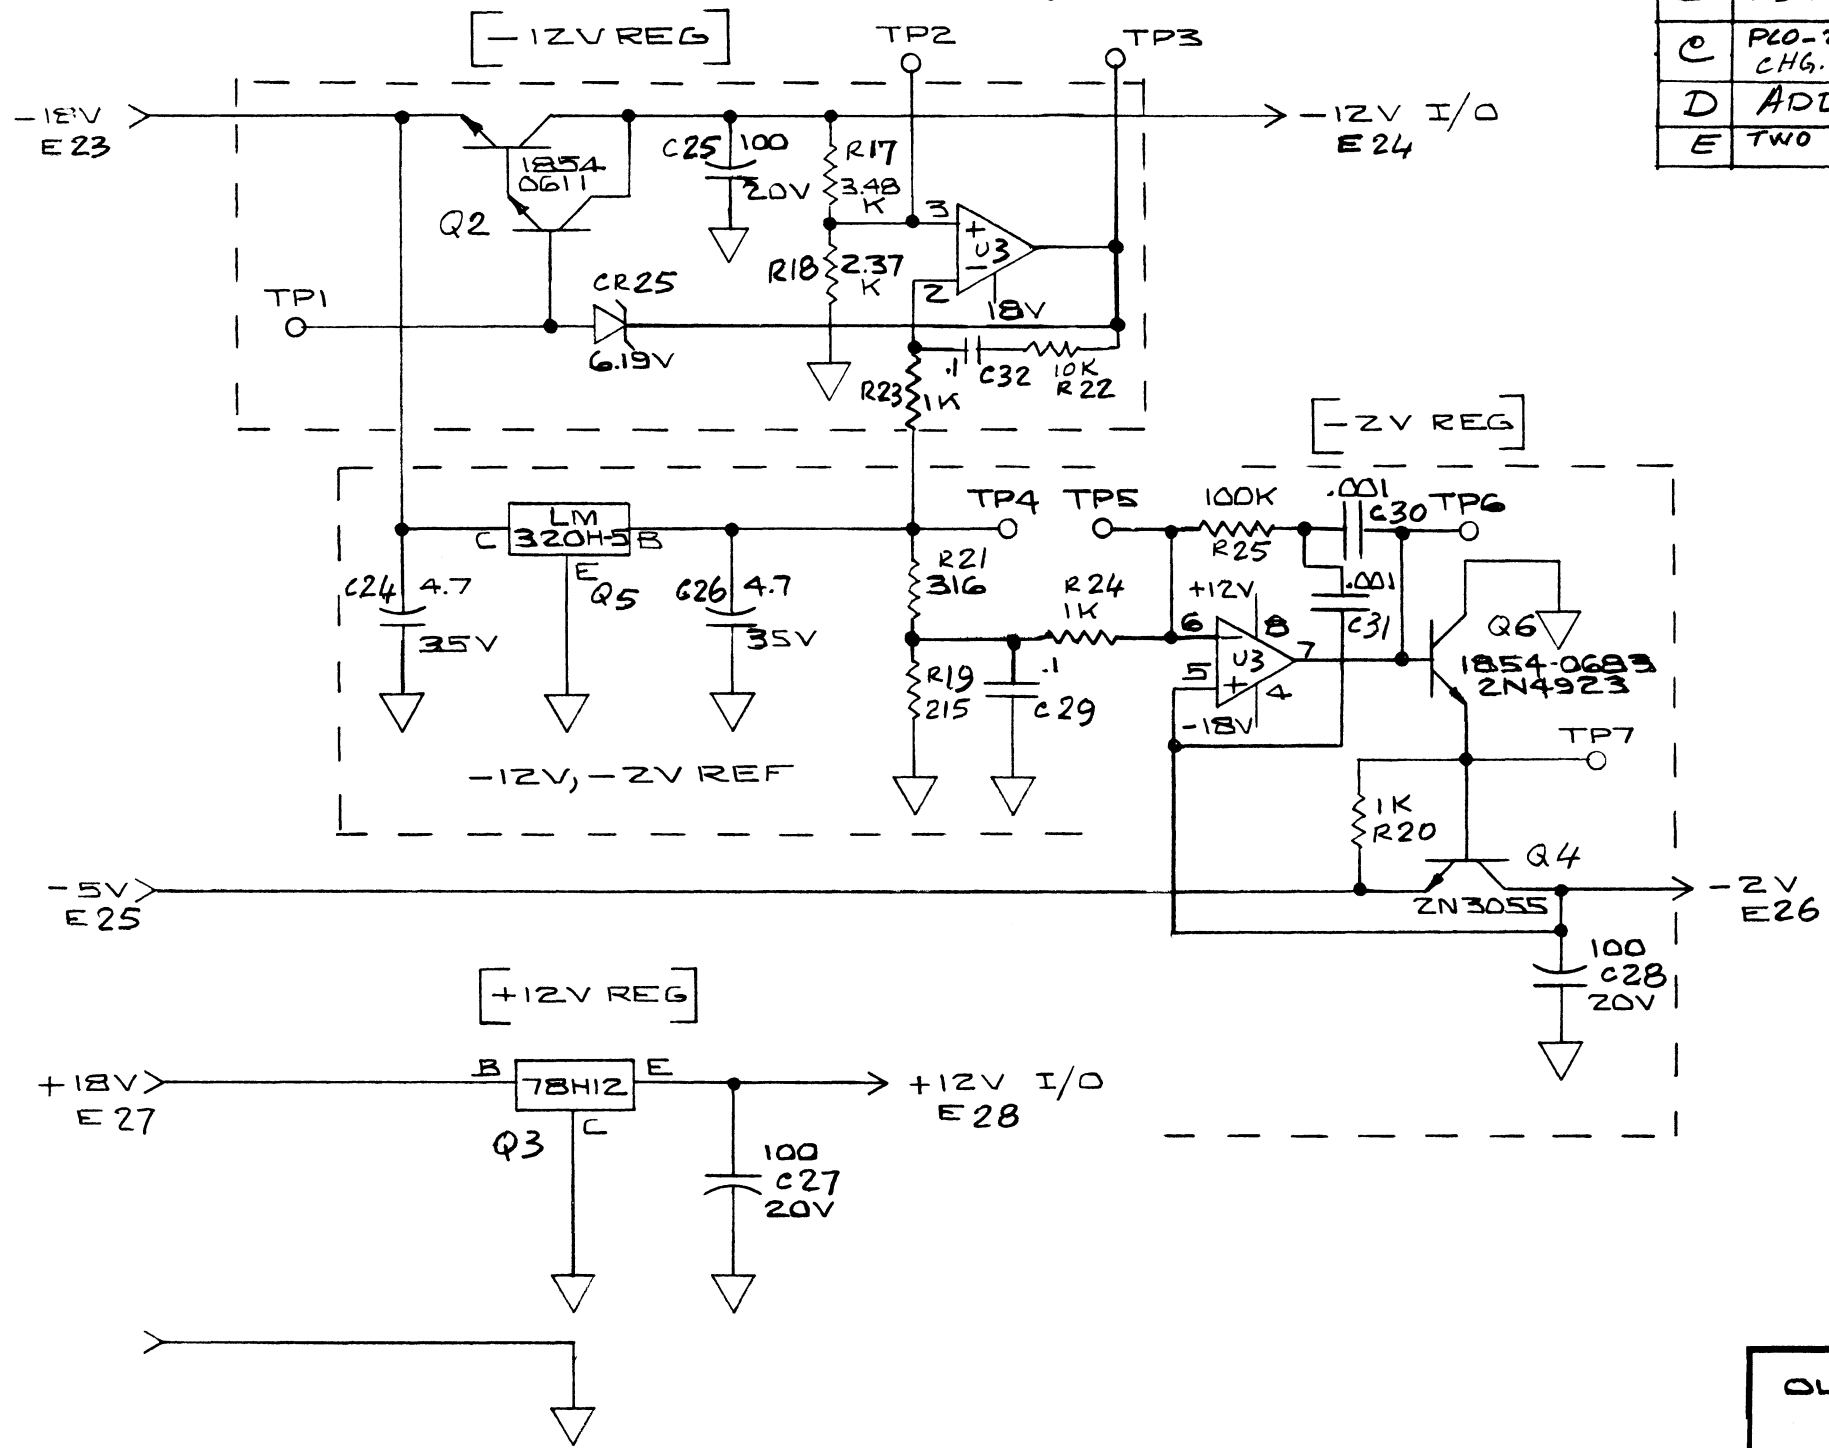 [-12V REG]
TP2
TP3
-18V
E23
-12V I/O
E24
C
CHG.
D
E
TWO
1854
0611
Q2
C25
100
20V
R17
3.48
K
R18
2.37
K
3
+
U3
-
2
18V
TP1
CR25
6.19V
.1
C32
10K
R22
R23
1K
[-2V REG]
LM
320H-5
C
B
E
Q5
C24
4.7
35V
C26
4.7
35V
TP4
TP5
100K
R25
.001
C30
TP6
R21
316
R24
1K
+12V
.001
C31
6
8
-
U3
7
5
+
4
-18V
Q6
1854-0683
2N4923
R19
215
.1
C29
TP7
-12V, -2V REF
1K
R20
Q4
2N3055
-5V
E25
-2V
E26
100
C28
20V
[+12V REG]
+18V
E27
B
78H12
E
C
Q3
+12V I/O
E28
100
C27
20V